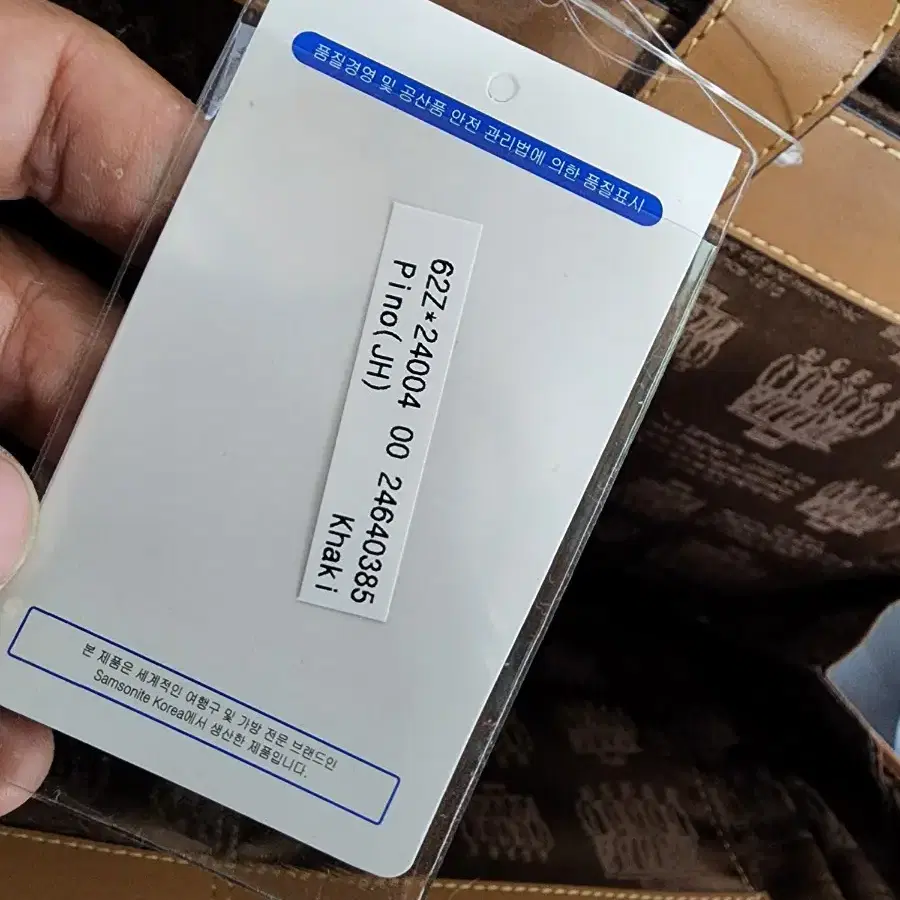 품질경영 및 공산품 안전 관리법에 의한 품질표시
62Z*24004 00 24640385
Pino(JH) Khaki
본 제품은 세계적인 여행구 및 가방 전문 브랜드인
Samsonite Korea에서 생산한 제품입니다.